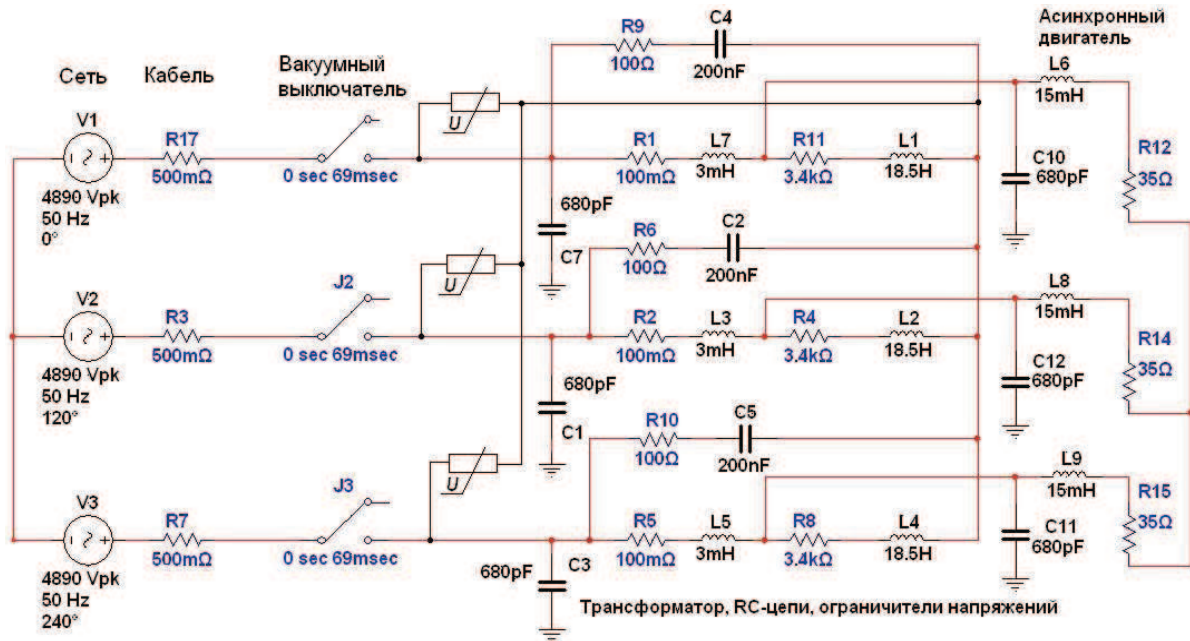 Сеть
Кабель
Вакуумный
выключатель
Асинхронный
двигатель
R9
100Ω
C4
200nF
L6
15mH
U
V1
4890 Vpk
50 Hz
0°
R17
500mΩ
0 sec 69msec
R1
100mΩ
L7
3mH
R11
3.4kΩ
L1
18.5H
C10
680pF
R12
35Ω
680pF
C7
R6
100Ω
C2
200nF
U
V2
4890 Vpk
50 Hz
120°
R3
500mΩ
J2
0 sec 69msec
R2
100mΩ
L3
3mH
R4
3.4kΩ
L2
18.5H
L8
15mH
C12
680pF
R14
35Ω
680pF
C1
R10
100Ω
C5
200nF
U
V3
4890 Vpk
50 Hz
240°
R7
500mΩ
J3
0 sec 69msec
R5
100mΩ
L5
3mH
R8
3.4kΩ
L4
18.5H
L9
15mH
C11
680pF
R15
35Ω
680pF
C3
Трансформатор, RC-цепи, ограничители напряжений